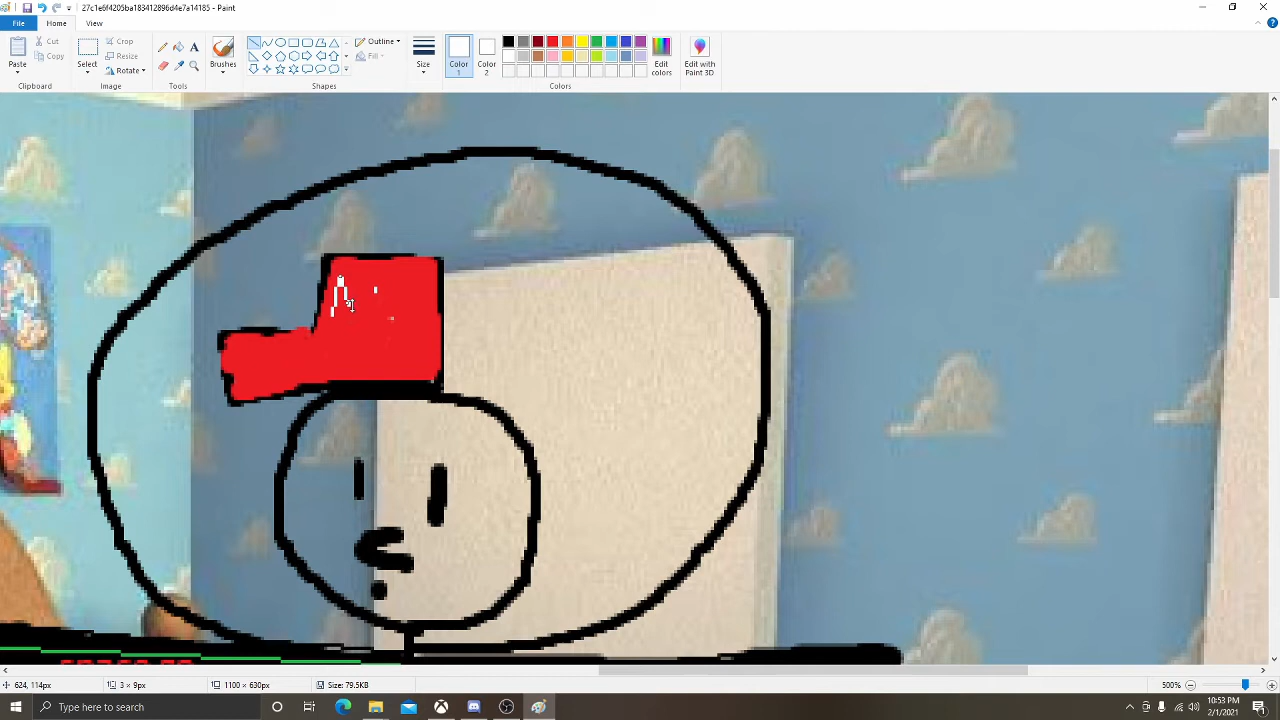 27c1e6f4205ba183412896d4e7a14185 - Paint
File
Home
View
Paste
Cut
Copy
Select
Crop
Resize
Rotate
A
Brushes
Outline
Fill
Size
Color 1
Color 2
Edit colors
Edit with Paint 3D
Clipboard
Image
Tools
Shapes
Colors
3 × 9px
1100 × 630px
Size: 79.5KB
500%
Type here to search
10:53 PM
2/1/2021